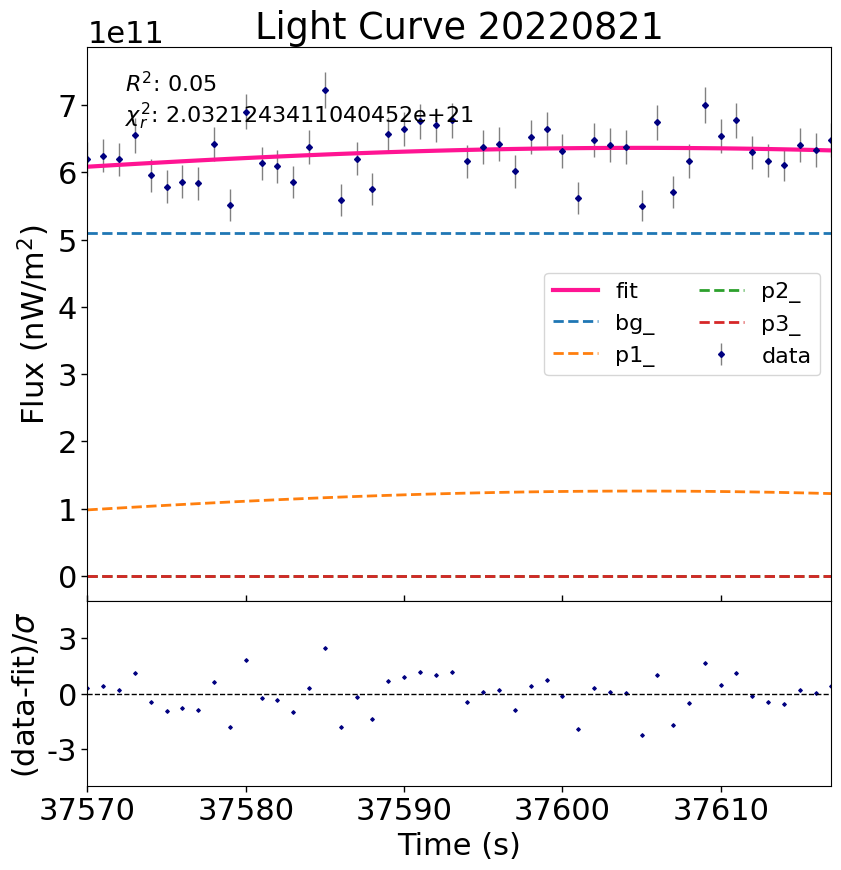 Light Curve 20220821
1e11
R²: 0.05
χ²ᵣ: 2.0321243411040452e+21
7
6
5
4
3
2
1
0
Flux (nW/m²)
fit
bg_
p1_
p2_
p3_
data
3
0
-3
(data-fit)/σ
37570 37580 37590 37600 37610
Time (s)